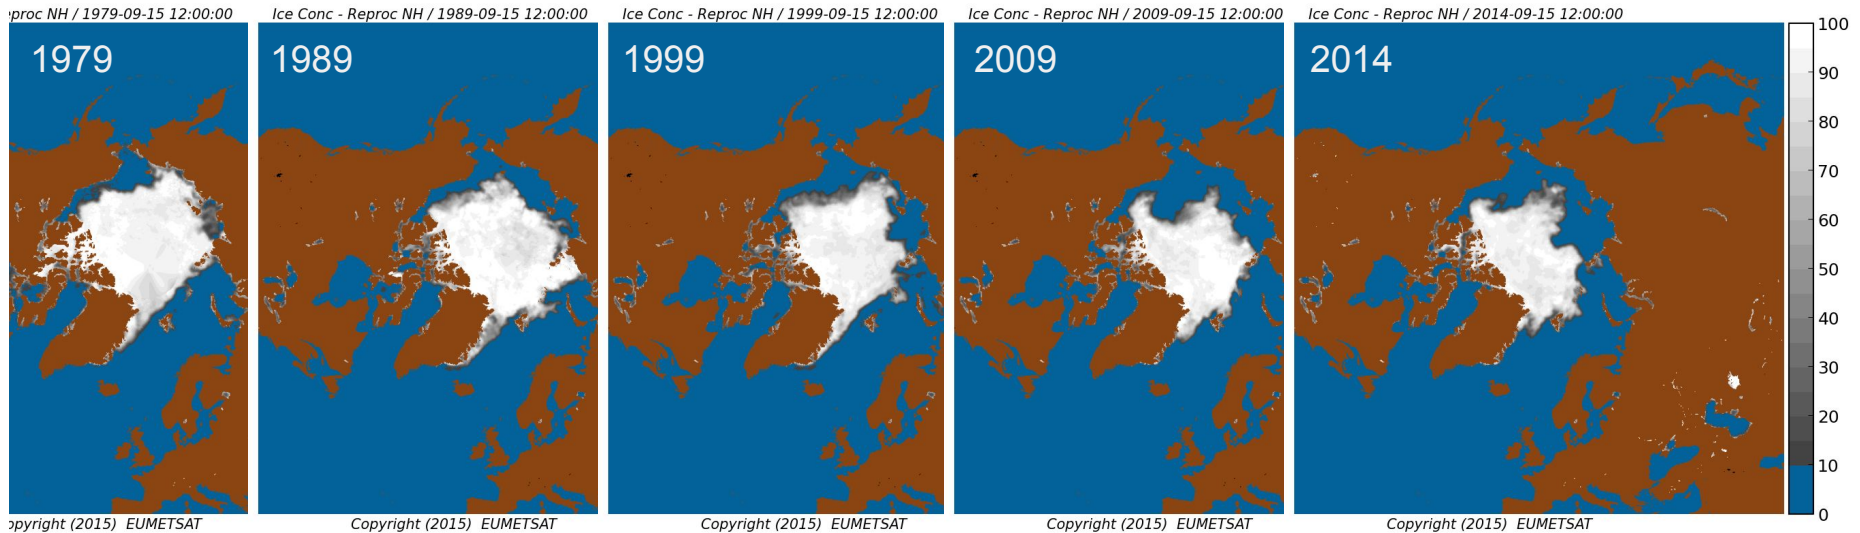 proc NH / 1979-09-15 12:00:00
Ice Conc - Reproc NH / 1989-09-15 12:00:00
Ice Conc - Reproc NH / 1999-09-15 12:00:00
Ice Conc - Reproc NH / 2009-09-15 12:00:00
Ice Conc - Reproc NH / 2014-09-15 12:00:00
1979
1989
1999
2009
2014
100
90
80
70
60
50
40
30
20
10
0
opyright (2015) EUMETSAT
Copyright (2015) EUMETSAT
Copyright (2015) EUMETSAT
Copyright (2015) EUMETSAT
Copyright (2015) EUMETSAT